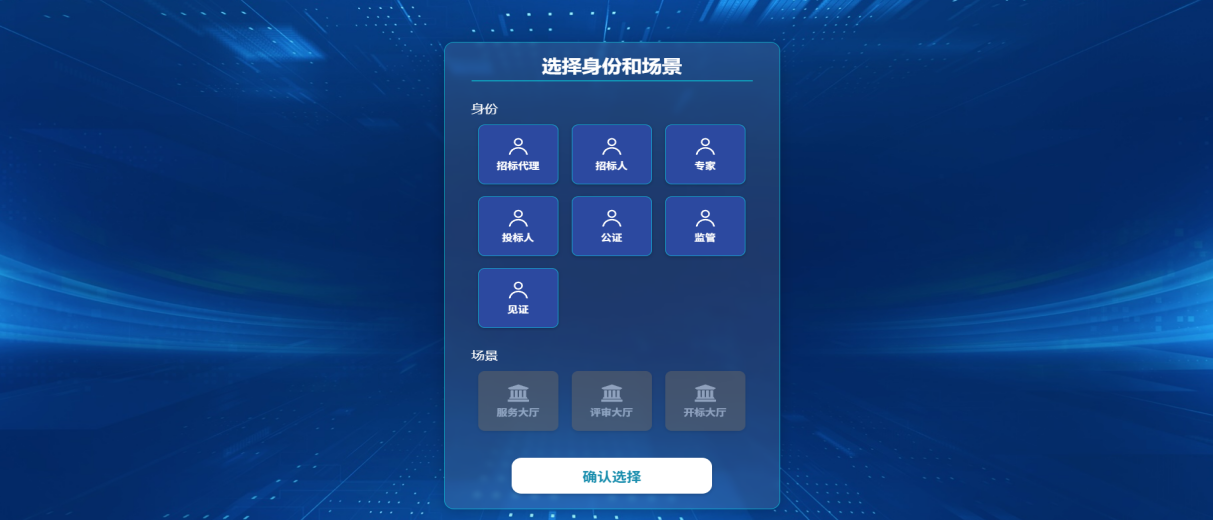 选择身份和场景
身份
招标代理 招标人 专家
投标人 公证 监管
见证
场景
服务大厅 评审大厅 开标大厅
确认选择